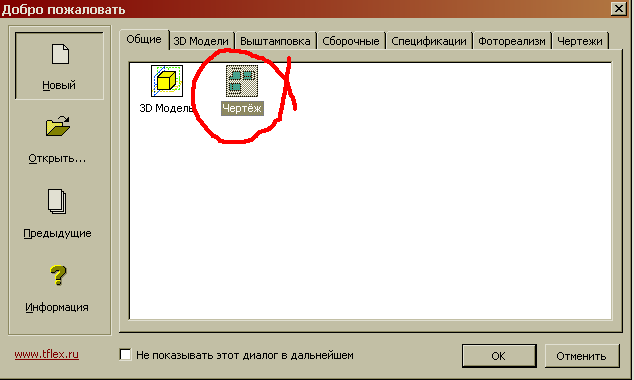 Добро пожаловать
Общие 3D Модели Выштамповка Сборочные Спецификации Фотореализм Чертежи
Новый
3D Модель Чертёж
Открыть...
Предыдущие
Информация
www.tflex.ru
Не показывать этот диалог в дальнейшем
OK Отменить